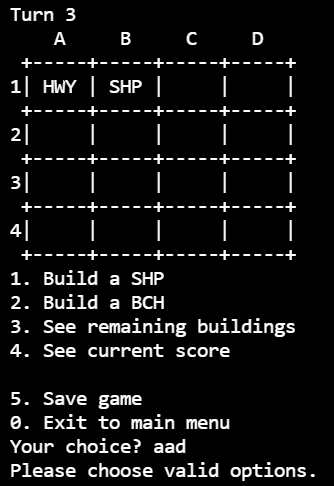 Turn 3
     A     B     C     D
 +-----+-----+-----+-----+
1| HWY | SHP |     |     |
 +-----+-----+-----+-----+
2|     |     |     |     |
 +-----+-----+-----+-----+
3|     |     |     |     |
 +-----+-----+-----+-----+
4|     |     |     |     |
 +-----+-----+-----+-----+
1. Build a SHP
2. Build a BCH
3. See remaining buildings
4. See current score

5. Save game
0. Exit to main menu
Your choice? aad
Please choose valid options.